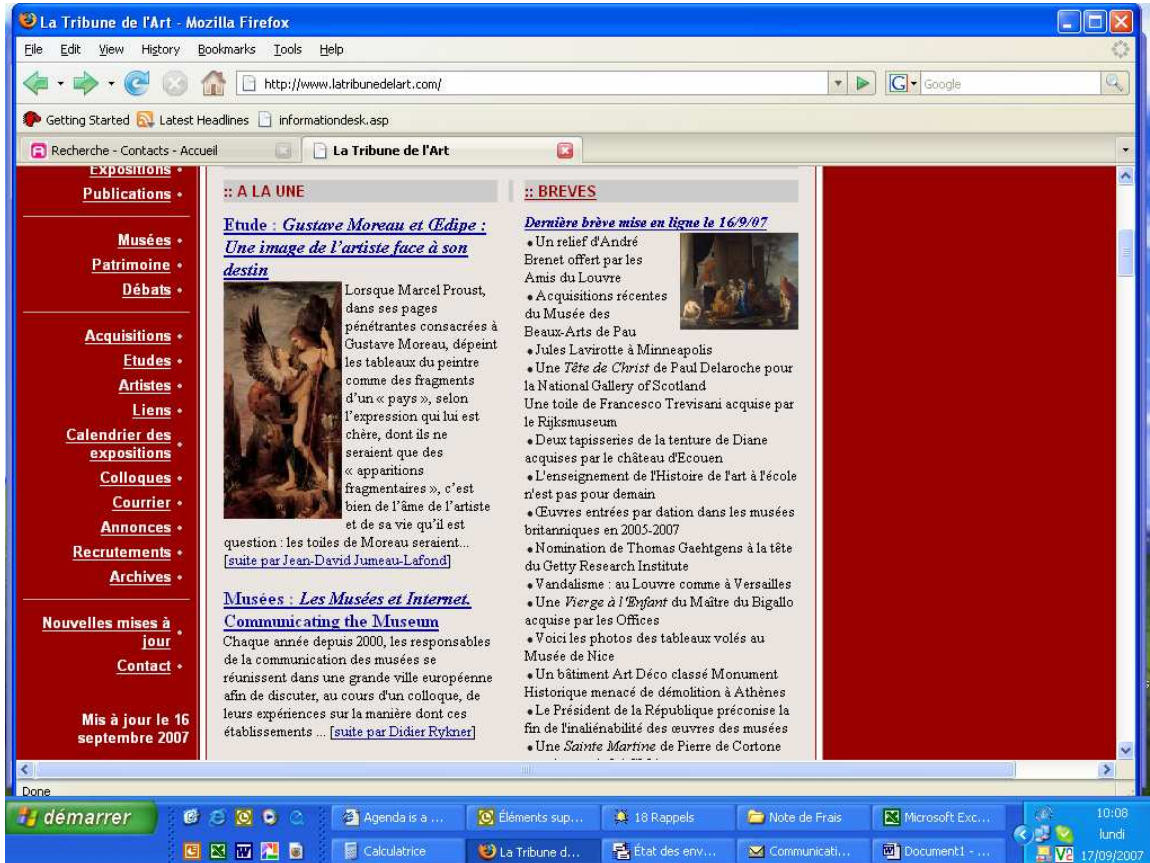 La Tribune de l'Art - Mozilla Firefox
File Edit View History Bookmarks Tools Help
http://www.latribunedelart.com/
G Google
Getting Started Latest Headlines informationdesk.asp
Recherche - Contacts - Accueil
La Tribune de l'Art
Expositions
Publications
Musées
Patrimoine
Débats
Acquisitions
Etudes
Artistes
Liens
Calendrier des
expositions
Colloques
Courrier
Annonces
Recrutements
Archives
Nouvelles mises à
jour
Contact
Mis à jour le 16
septembre 2007
:: A LA UNE
Etude : Gustave Moreau et Œdipe :
Une image de l'artiste face à son
destin
Lorsque Marcel Proust,
dans ses pages
pénétrantes consacrées à
Gustave Moreau, dépeint
les tableaux du peintre
comme des fragments
d'un « pays », selon
l'expression qui lui est
chère, dont ils ne
seraient que des
« apparitions
fragmentaires », c'est
bien de l'âme de l'artiste
et de sa vie qu'il est
question : les toiles de Moreau seraient...
[suite par Jean-David Jumeau-Lafond]
Musées : Les Musées et Internet.
Communicating the Museum
Chaque année depuis 2000, les responsables
de la communication des musées se
réunissent dans une grande ville européenne
afin de discuter, au cours d'un colloque, de
leurs expériences sur la manière dont ces
établissements ... [suite par Didier Rykner]
:: BREVES
Dernière brève mise en ligne le 16/9/07
• Un relief d'André
Brenet offert par les
Amis du Louvre
• Acquisitions récentes
du Musée des
Beaux-Arts de Pau
• Jules Lavirotte à Minneapolis
• Une Tête de Christ de Paul Delaroche pour
la National Gallery of Scotland
Une toile de Francesco Trevisani acquise par
le Rijksmuseum
• Deux tapisseries de la tenture de Diane
acquises par le château d'Ecouen
• L'enseignement de l'Histoire de l'art à l'école
n'est pas pour demain
• Œuvres entrées par dation dans les musées
britanniques en 2005-2007
• Nomination de Thomas Gaehtgens à la tête
du Getty Research Institute
• Vandalisme : au Louvre comme à Versailles
• Une Vierge à l'Enfant du Maître du Bigallo
acquise par les Offices
• Voici les photos des tableaux volés au
Musée de Nice
• Un bâtiment Art Déco classé Monument
Historique menacé de démolition à Athènes
• Le Président de la République préconise la
fin de l'inaliénabilité des œuvres des musées
• Une Sainte Martine de Pierre de Cortone
Done
démarrer
Agenda is a ...
Éléments sup...
18 Rappels
Note de Frais
Microsoft Exc...
10:08
Calculatrice
La Tribune d...
État des env...
Communicati...
Document1 - ...
lundi
17/09/2007